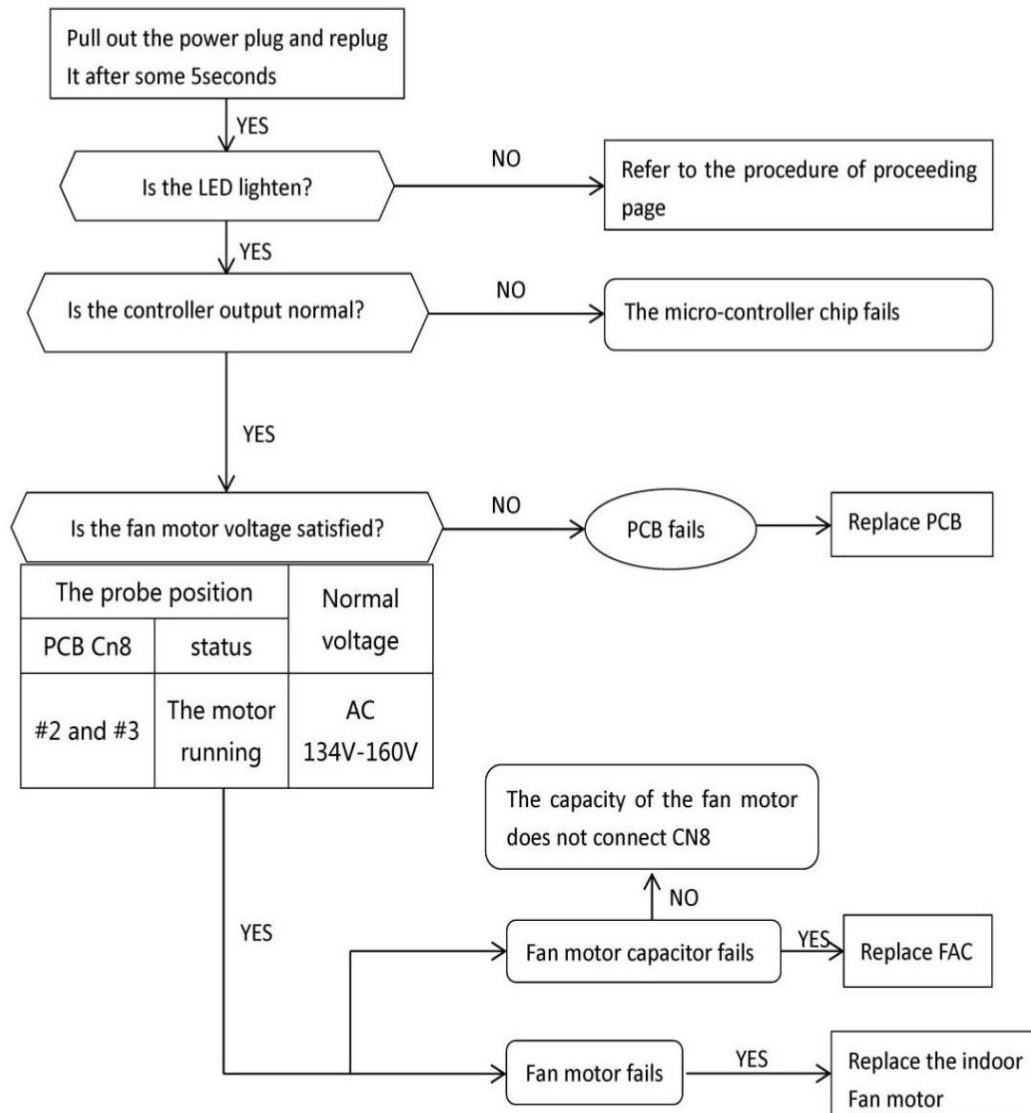 Pull out the power plug and replug
It after some 5seconds
YES
Is the LED lighten?
NO
Refer to the procedure of proceeding
page
YES
Is the controller output normal?
NO
The micro-controller chip fails
YES
Is the fan motor voltage satisfied?
NO
PCB fails
Replace PCB
The probe position
Normal
voltage
PCB Cn8
status
#2 and #3
The motor
running
AC
134V-160V
The capacity of the fan motor
does not connect CN8
NO
YES
Fan motor capacitor fails
YES
Replace FAC
Fan motor fails
YES
Replace the indoor
Fan motor